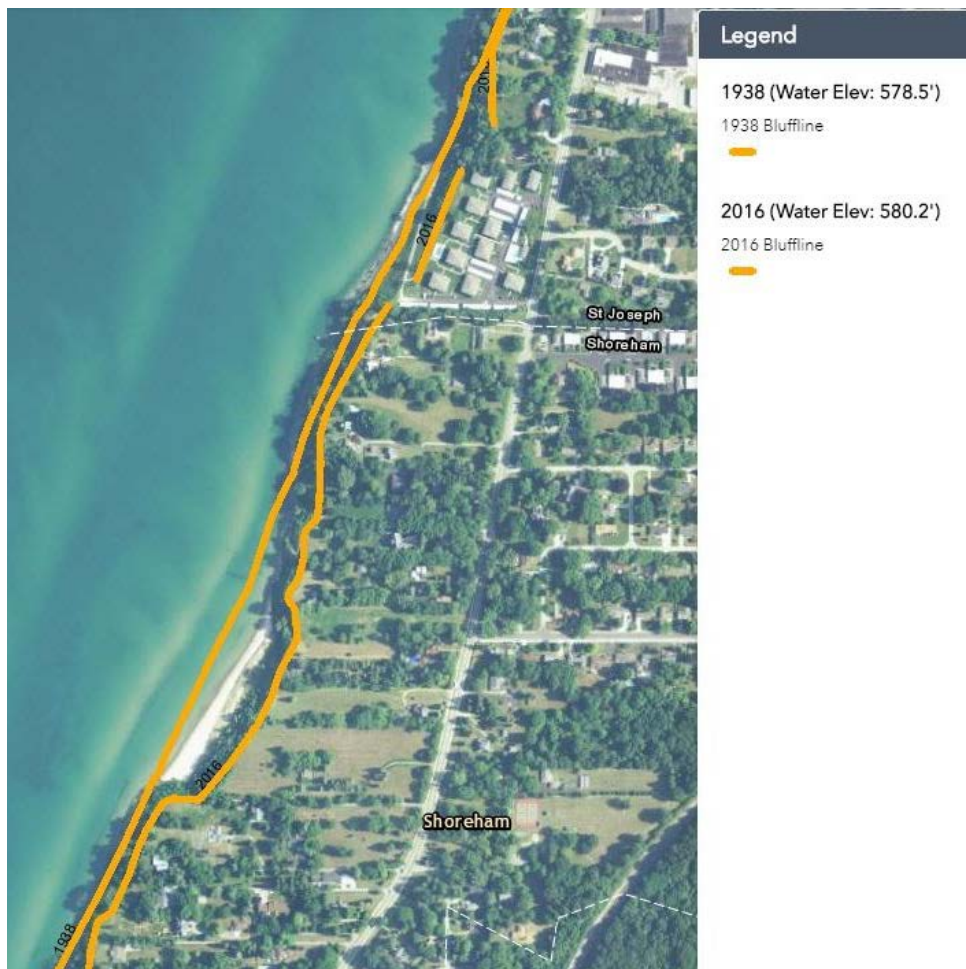 Legend
1938 (Water Elev: 578.5')
1938 Bluffline
2016 (Water Elev: 580.2')
2016 Bluffline
2016
St Joseph
Shoreham
2016
Shoreham
1938